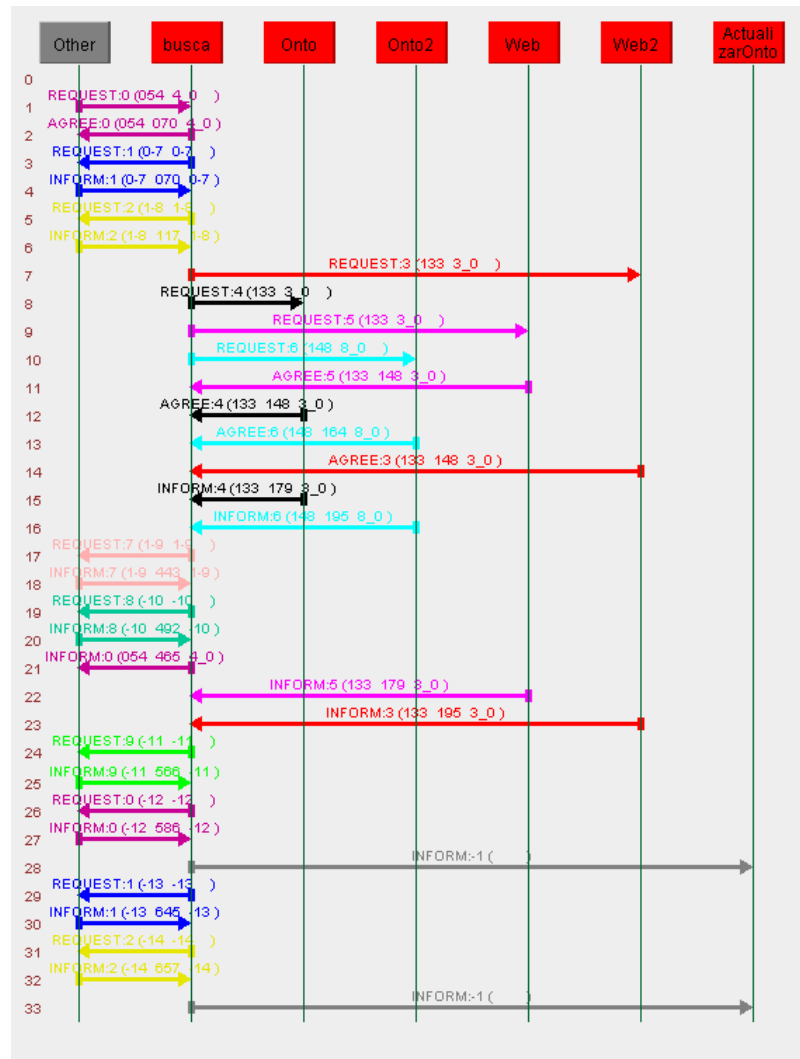 Other busca Onto Onto2 Web Web2 Actuali
zarOnto
0
REQUEST:0 (054 4_0 )
1
AGREE:0 (054 070 4_0 )
2
REQUEST:1 (0-7 0-7 )
3
INFORM:1 (0-7 070 0-7 )
4
REQUEST:2 (1-8 1-8 )
5
INFORM:2 (1-8 117 1-8 )
6
REQUEST:3 (133 3_0 )
7
REQUEST:4 (133 3_0 )
8
REQUEST:5 (133 3_0 )
9
REQUEST:6 (148 8_0 )
10
AGREE:5 (133 148 3_0 )
11
AGREE:4 (133 148 3_0 )
12
AGREE:6 (148 164 8_0 )
13
AGREE:3 (133 148 3_0 )
14
INFORM:4 (133 179 3_0 )
15
INFORM:6 (148 195 8_0 )
16
REQUEST:7 (1-9 1-9 )
17
INFORM:7 (1-9 443 1-9 )
18
REQUEST:8 (-10 -10 )
19
INFORM:8 (-10 492 -10 )
20
INFORM:0 (054 465 4_0 )
21
INFORM:5 (133 179 3_0 )
22
INFORM:3 (133 195 3_0 )
23
REQUEST:9 (-11 -11 )
24
INFORM:9 (-11 566 -11 )
25
REQUEST:0 (-12 -12 )
26
INFORM:0 (-12 586 -12 )
27
INFORM:-1 ( )
28
REQUEST:1 (-13 -13 )
29
INFORM:1 (-13 645 -13 )
30
REQUEST:2 (-14 -14 )
31
INFORM:2 (-14 657 -14 )
32
INFORM:-1 ( )
33